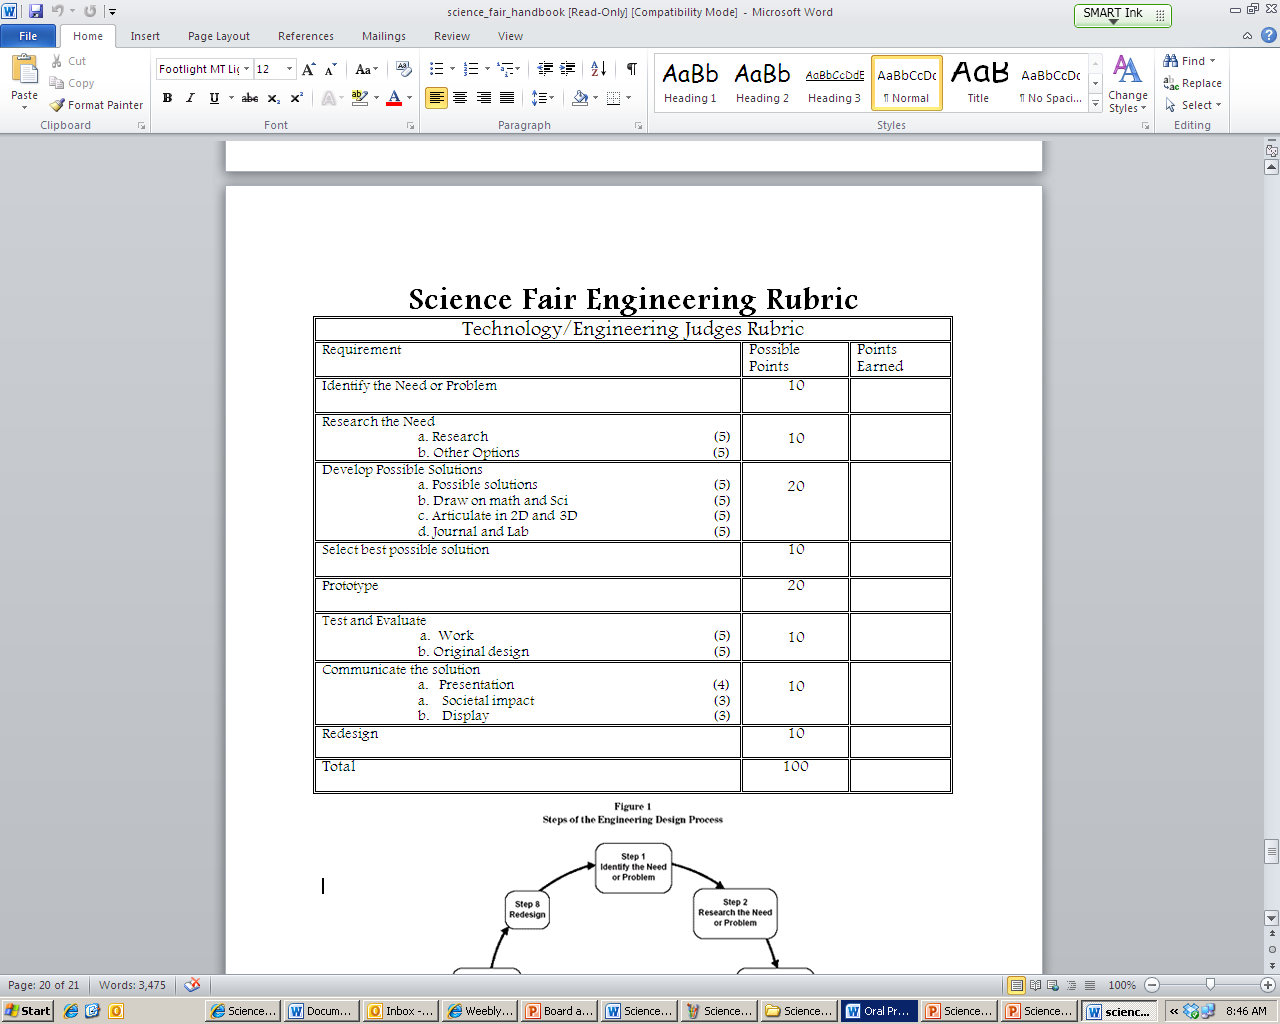 science_fair_handbook [Read-Only] [Compatibility Mode] - Microsoft Word
SMART Ink
File Home Insert Page Layout References Mailings Review View
Paste
Cut
Copy
Format Painter
Clipboard
Footlight MT Lig 12
Font
Paragraph
AaBb AaBb AaBbCcDdE AaBbCcDc AaB AaBbCcDc
Heading 1 Heading 2 Heading 3 ¶ Normal Title ¶ No Spaci...
Styles
Change Styles
Find
Replace
Select
Editing
Science Fair Engineering Rubric
Technology/Engineering Judges Rubric
Requirement Possible Points Points Earned
Identify the Need or Problem 10
Research the Need 10
a. Research (5)
b. Other Options (5)
Develop Possible Solutions 20
a. Possible solutions (5)
b. Draw on math and Sci (5)
c. Articulate in 2D and 3D (5)
d. Journal and Lab (5)
Select best possible solution 10
Prototype 20
Test and Evaluate 10
a. Work (5)
b. Original design (5)
Communicate the solution 10
a. Presentation (4)
a. Societal impact (3)
b. Display (3)
Redesign 10
Total 100
Figure 1
Steps of the Engineering Design Process
Step 1
Identify the Need
or Problem
Step 8
Redesign
Step 2
Research the Need
or Problem
Page: 20 of 21 Words: 3,475 100%
Start Science... Docum... Inbox -... Weebly... Board a... Science... Science... Science... Oral Pr... Science... Science... scienc... 8:46 AM